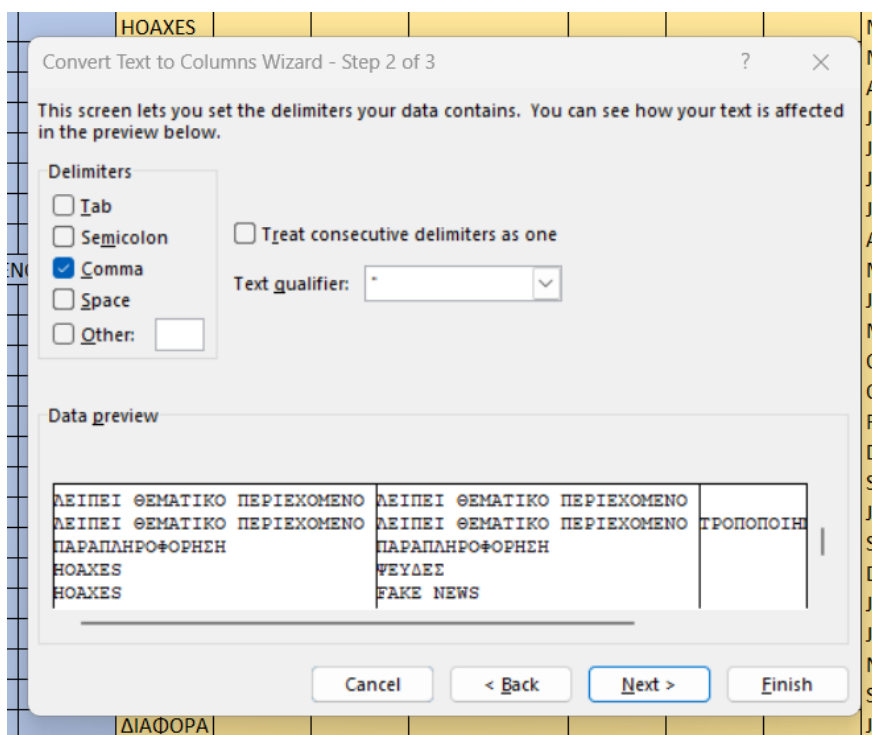 HOAXES
Convert Text to Columns Wizard - Step 2 of 3 ?
This screen lets you set the delimiters your data contains. You can see how your text is affected
in the preview below.
Delimiters
Tab
Semicolon
Comma
Space
Other:
Treat consecutive delimiters as one
Text qualifier: "
Data preview
ΛΕΙΠΕΙ ΘΕΜΑΤΙΚΟ ΠΕΡΙΕΧΟΜΕΝΟ ΛΕΙΠΕΙ ΘΕΜΑΤΙΚΟ ΠΕΡΙΕΧΟΜΕΝΟ
ΛΕΙΠΕΙ ΘΕΜΑΤΙΚΟ ΠΕΡΙΕΧΟΜΕΝΟ ΛΕΙΠΕΙ ΘΕΜΑΤΙΚΟ ΠΕΡΙΕΧΟΜΕΝΟ ΤΡΟΠΟΠΟΙΗ
ΠΑΡΑΠΛΗΡΟΦΟΡΗΣΗ ΠΑΡΑΠΛΗΡΟΦΟΡΗΣΗ
HOAXES ΨΕΥΔΕΣ
HOAXES FAKE NEWS
Cancel < Back Next > Finish
ΔΙΑΦΟΡΑ